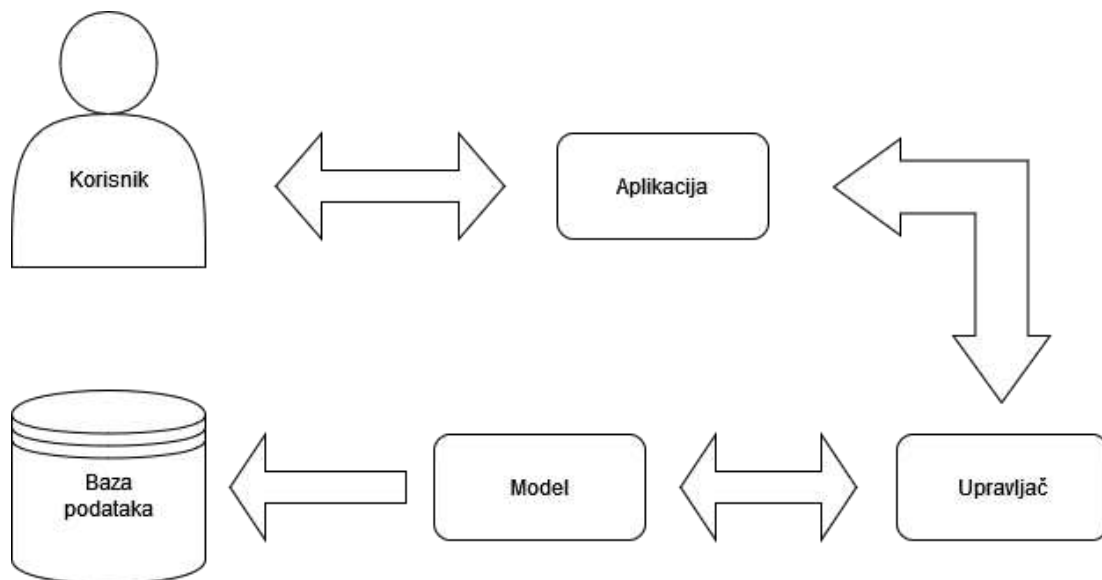 Korisnik
Aplikacija
Baza
podataka
Model
Upravljač